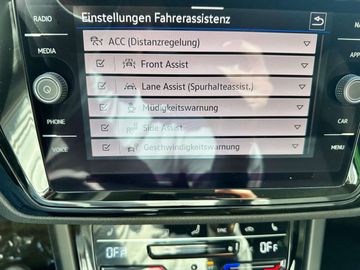 Einstellungen Fahrerassistenz
RADIO
MEDIA
PHONE
VOICE
ACC (Distanzregelung)
Front Assist
Lane Assist (Spurhalteassist.)
Müdigkeitswarnung
Side Assist
Geschwindigkeitswarnung
CAR
MENU
OFF
OFF